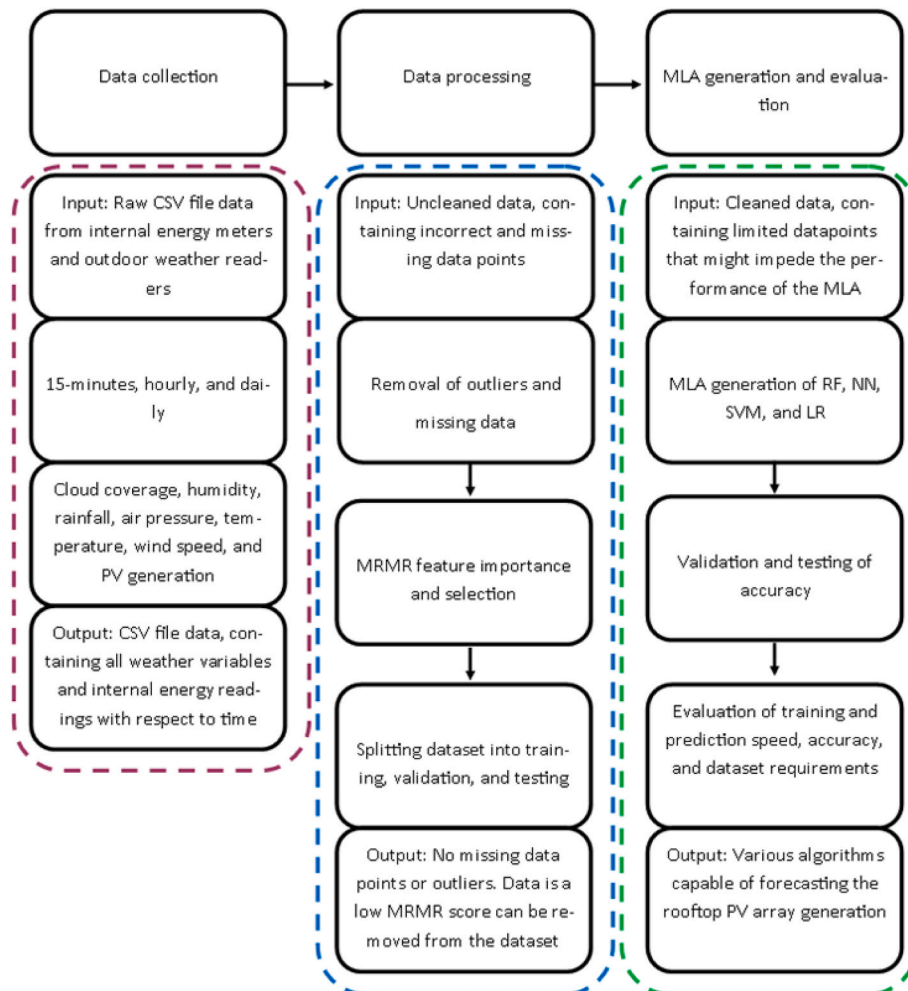 Data collection
Data processing
MLA generation and evalua-
tion
Input: Raw CSV file data
from internal energy meters
and outdoor weather read-
ers
15-minutes, hourly, and dai-
ly
Cloud coverage, humidity,
rainfall, air pressure, tem-
perature, wind speed, and
PV generation
Output: CSV file data, con-
taining all weather variables
and internal energy read-
ings with respect to time
Input: Uncleaned data, con-
taining incorrect and mis-
sing data points
Removal of outliers and
missing data
MRMR feature importance
and selection
Splitting dataset into train-
ing, validation, and testing
Output: No missing data
points or outliers. Data is a
low MRMR score can be re-
moved from the dataset
Input: Cleaned data, con-
taining limited datapoints
that might impede the per-
formance of the MLA
MLA generation of RF, NN,
SVM, and LR
Validation and testing of
accuracy
Evaluation of training and
prediction speed, accuracy,
and dataset requirements
Output: Various algorithms
capable of forecasting the
rooftop PV array generation